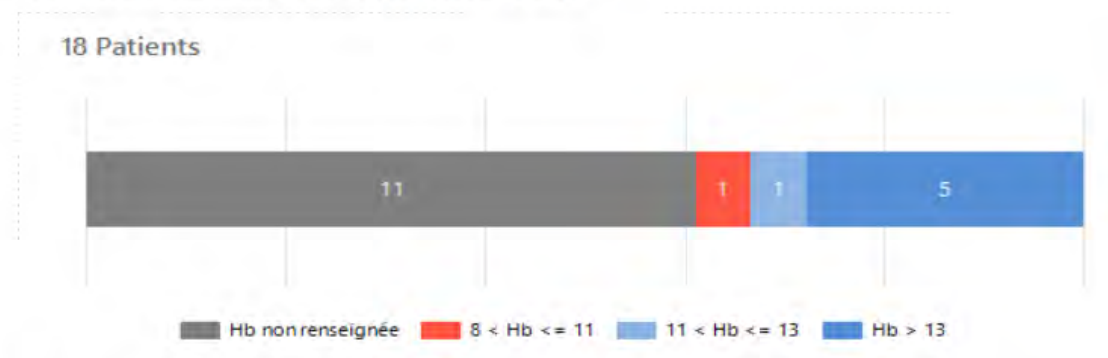 18 Patients
11 1 1 5
Hb non renseignée 8 < Hb <= 11 11 < Hb <= 13 Hb > 13